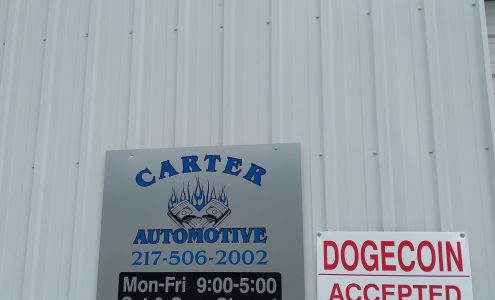 CARTER
AUTOMOTIVE
217-506-2002
Mon-Fri 9:00-5:00
DOGECOIN
ACCEPTED